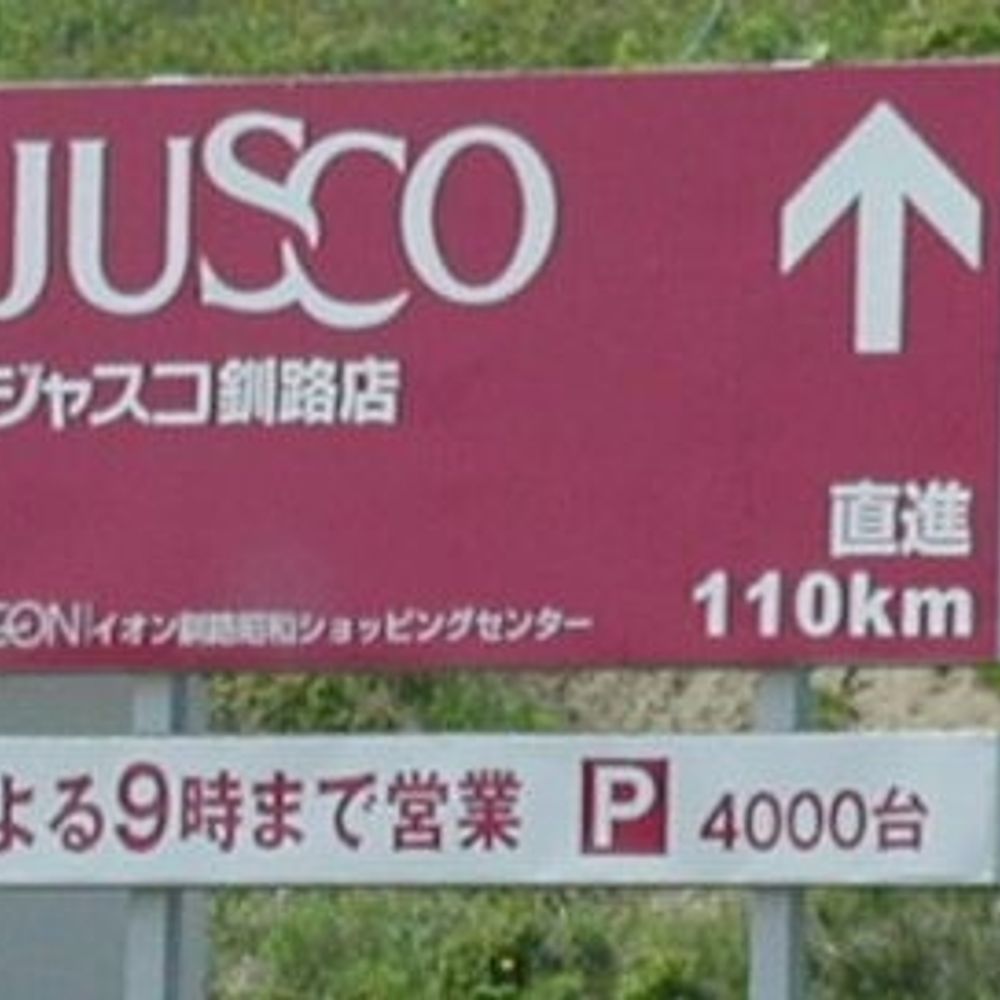 JUSCO
ジャスコ釧路店
直進
110km
ÆON イオン釧路昭和ショッピングセンター
よる9時まで営業 P 4000台